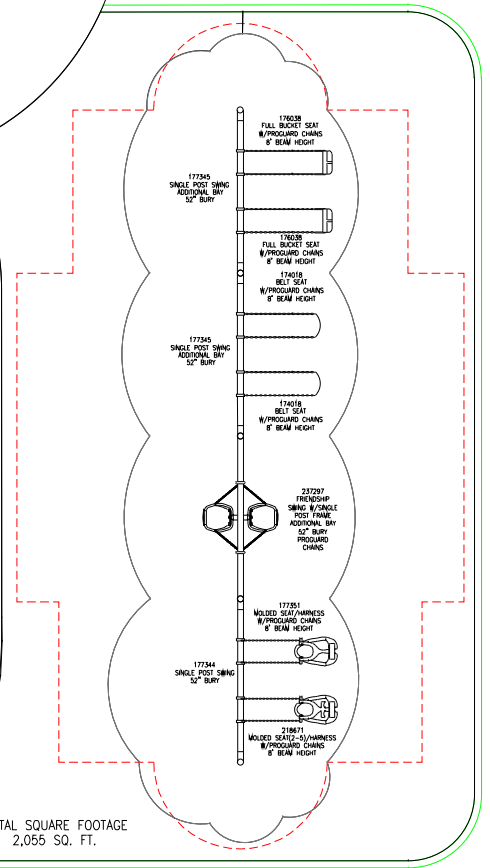 176038
FULL BUCKET SEAT
W/PROGUARD CHAINS
8' BEAM HEIGHT
177345
SINGLE POST SWING
ADDITIONAL BAY
52" BURY
176038
FULL BUCKET SEAT
W/PROGUARD CHAINS
8' BEAM HEIGHT
174018
BELT SEAT
W/PROGUARD CHAINS
8' BEAM HEIGHT
177345
SINGLE POST SWING
ADDITIONAL BAY
52" BURY
174018
BELT SEAT
W/PROGUARD CHAINS
8' BEAM HEIGHT
237297
FRIENDSHIP
SWING W/SINGLE
POST FRAME
ADDITIONAL BAY
52" BURY
PROGUARD
CHAINS
177351
MOLDED SEAT/HARNESS
W/PROGUARD CHAINS
8' BEAM HEIGHT
177344
SINGLE POST SWING
52" BURY
218671
MOLDED SEAT(2-5)/HARNESS
W/PROGUARD CHAINS
8' BEAM HEIGHT
TAL SQUARE FOOTAGE
2,055 SQ. FT.